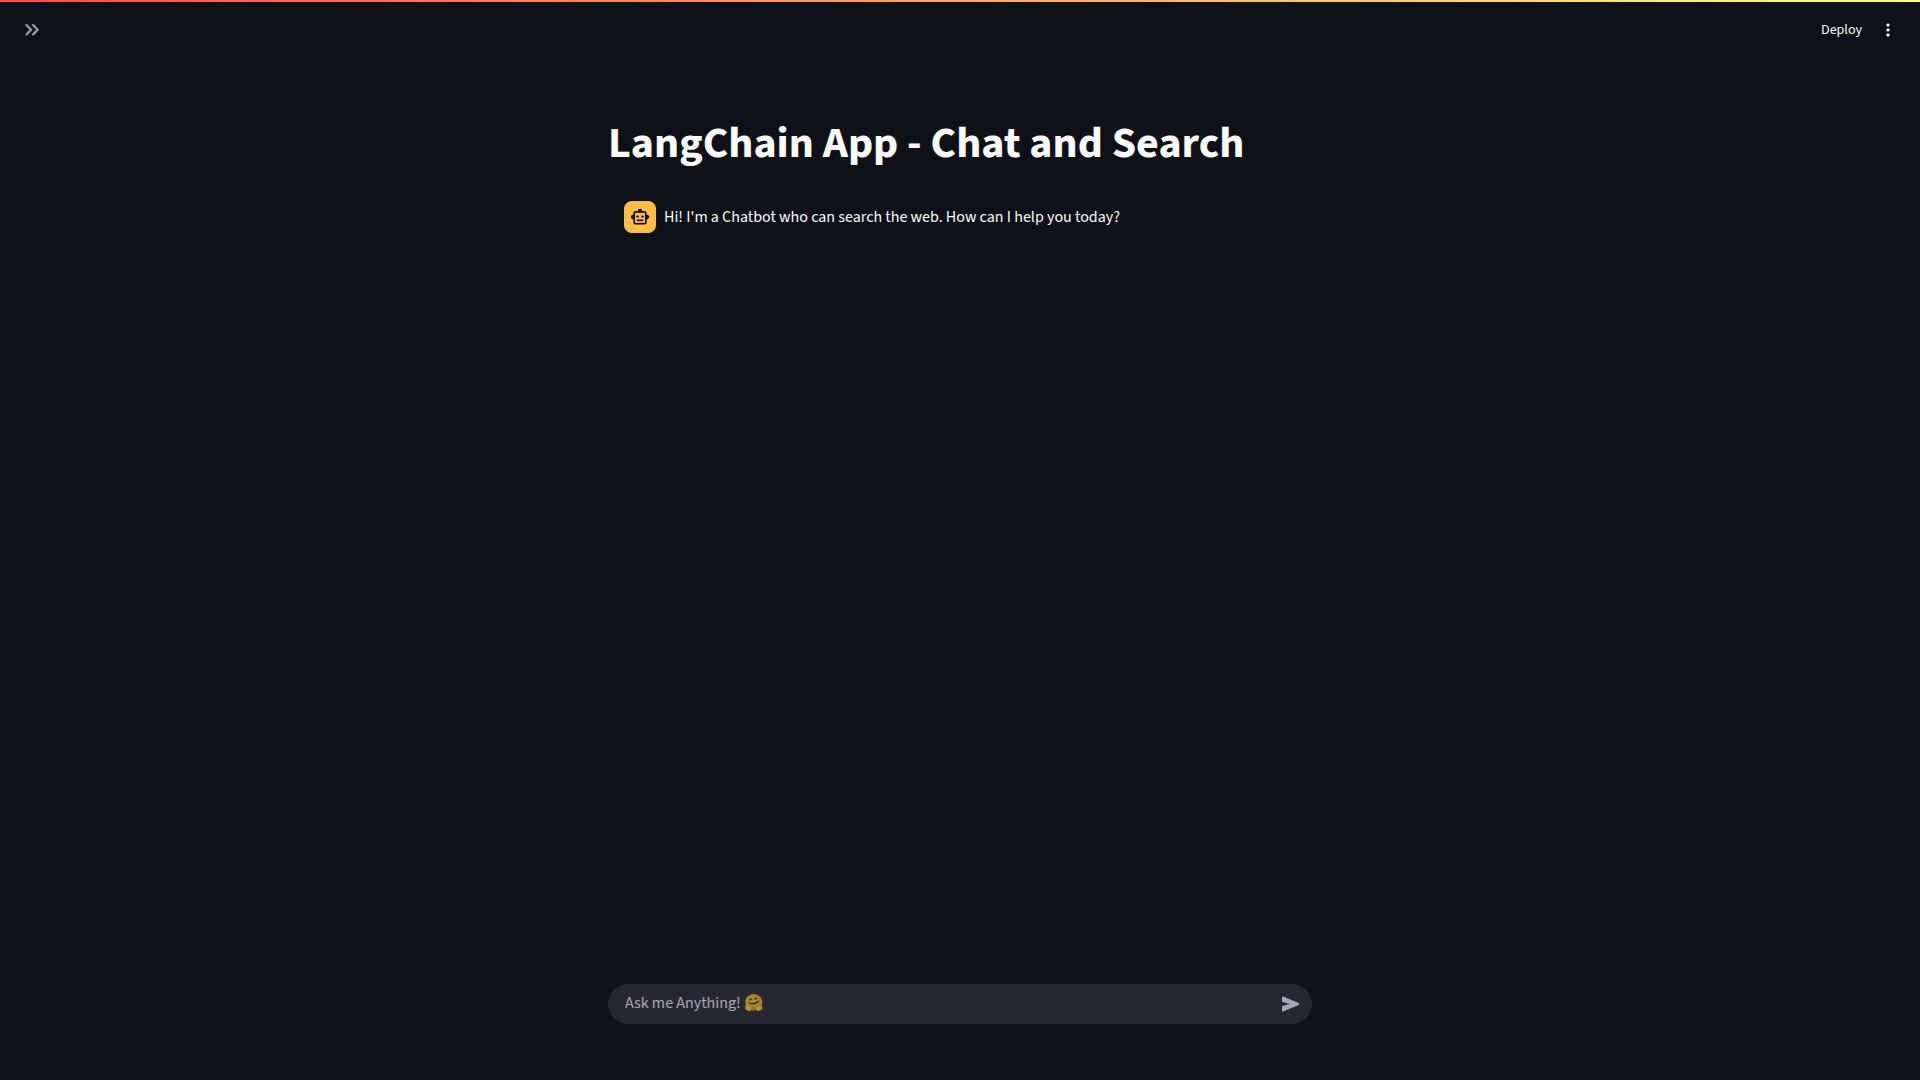 Deploy
LangChain App - Chat and Search
Hi! I'm a Chatbot who can search the web. How can I help you today?
Ask me Anything! 🤗